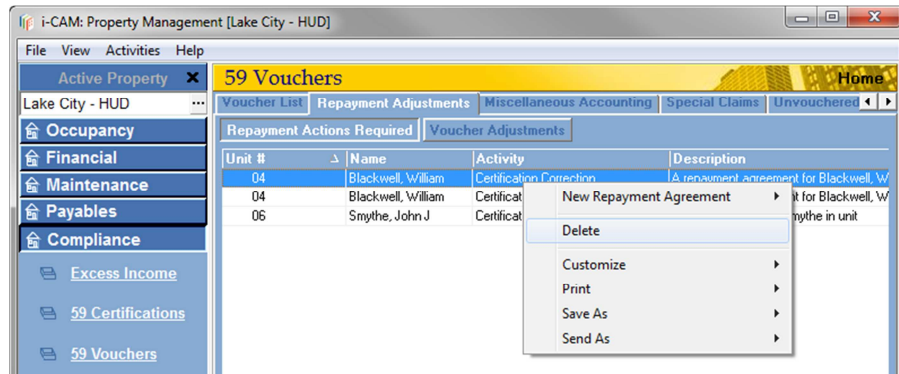 i-CAM: Property Management [Lake City - HUD]
File View Activities Help
Active Property
59 Vouchers
Home
Lake City - HUD
Voucher List Repayment Adjustments Miscellaneous Accounting Special Claims Unvouchered
Occupancy
Repayment Actions Required Voucher Adjustments
Financial
Unit # Name Activity Description
04 Blackwell, William Certification Correction A repayment agreement for Blackwell, W
Maintenance
04 Blackwell, William Certificat nt for Blackwell, W
New Repayment Agreement
Payables
06 Smythe, John J Certificat mythe in unit
Delete
Compliance
Customize
Excess Income
Print
59 Certifications
Save As
Send As
59 Vouchers